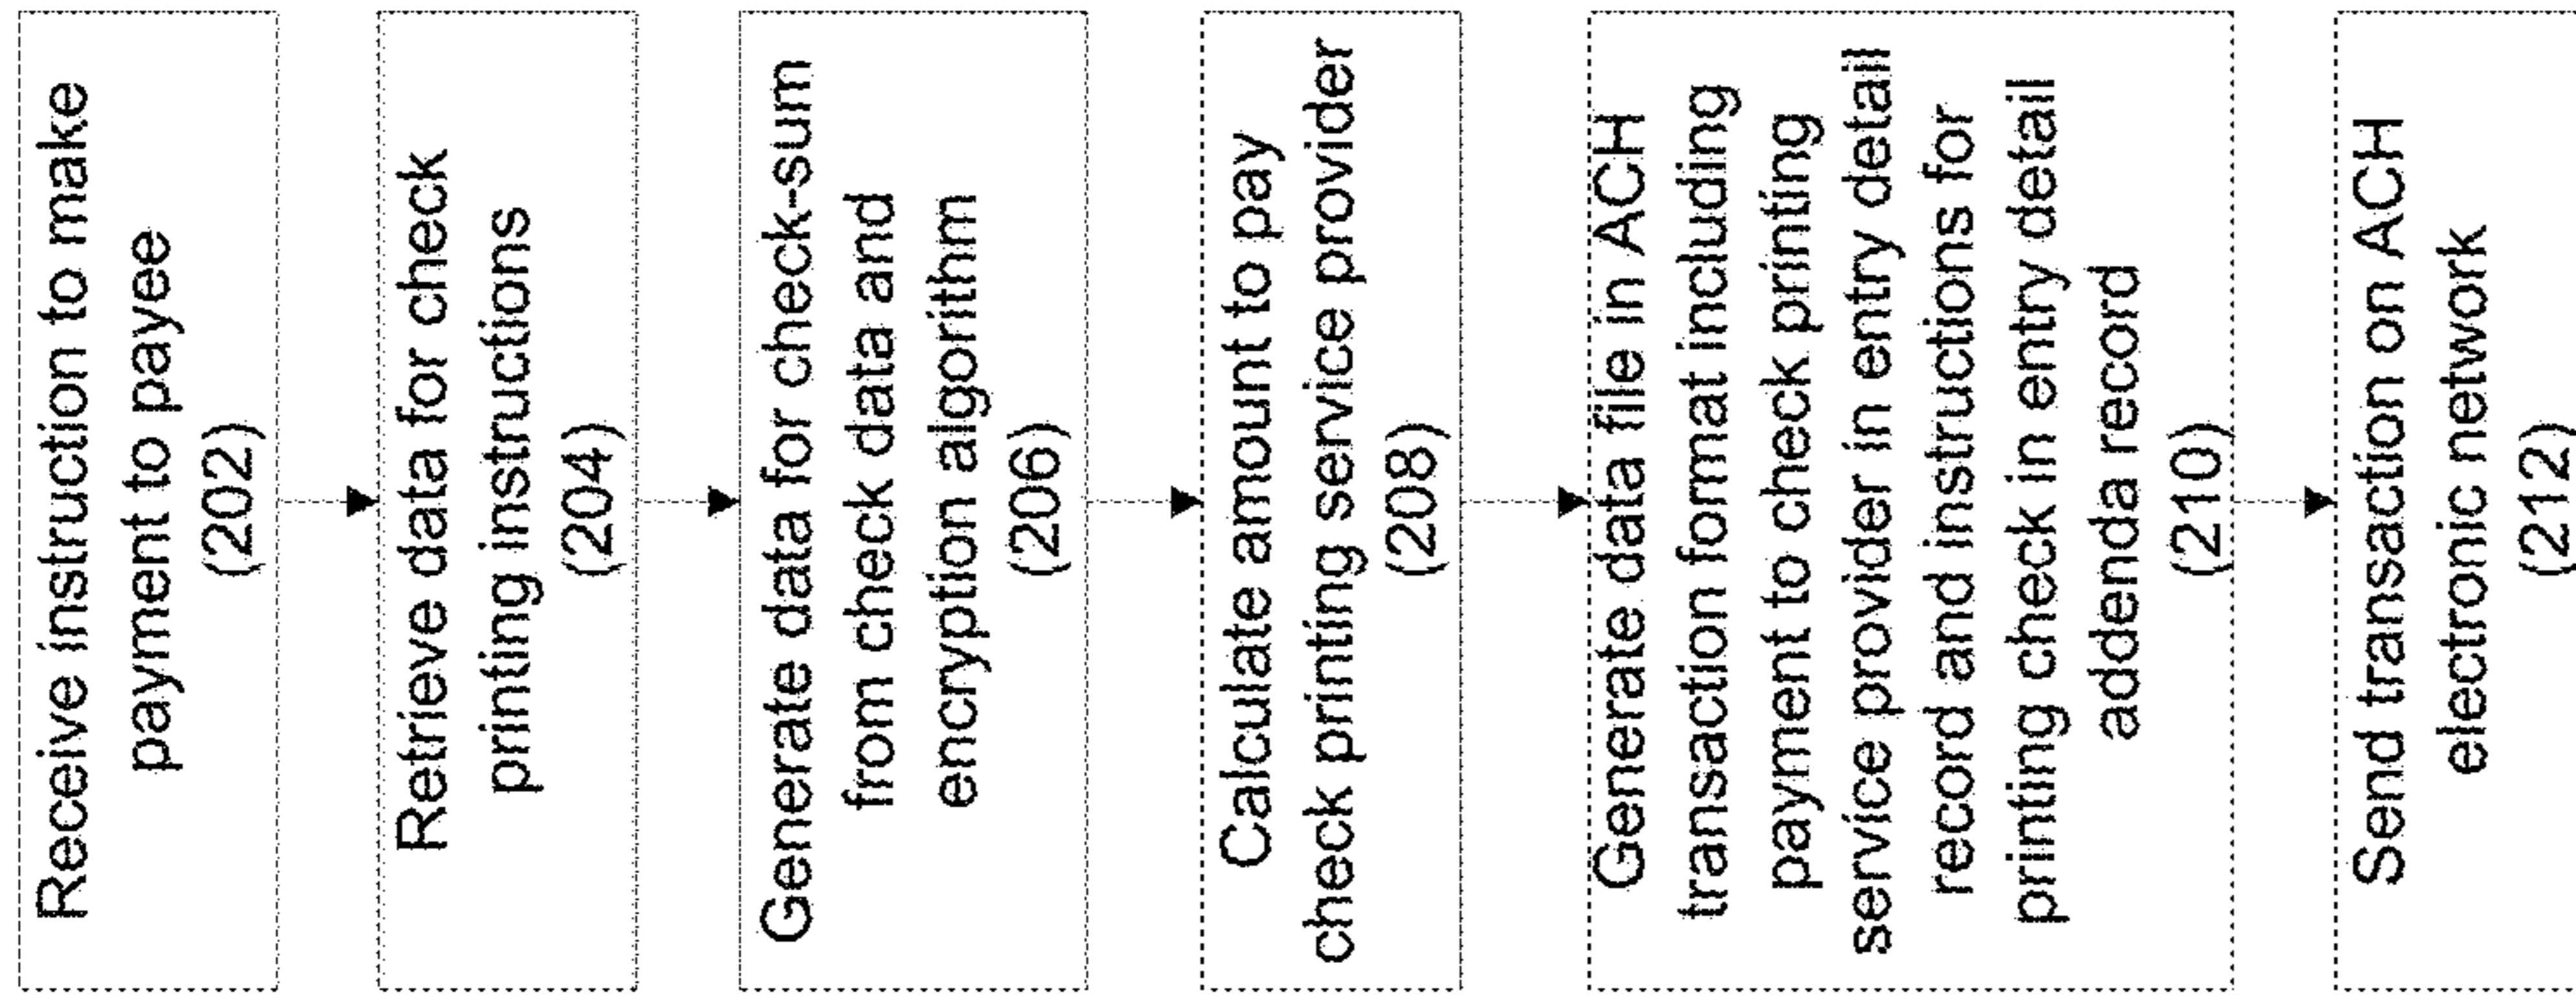 Receive instruction to make
payment to payee
(202)
Retrieve data for check
printing instructions
(204)
Generate data for check-sum
from check data and
encryption algorithm
(206)
Calculate amount to pay
check printing service provider
(208)
Generate data file in ACH
transaction format including
payment to check printing
service provider in entry detail
record and instructions for
printing check in entry detail
addenda record
(210)
Send transaction on ACH
electronic network
(212)